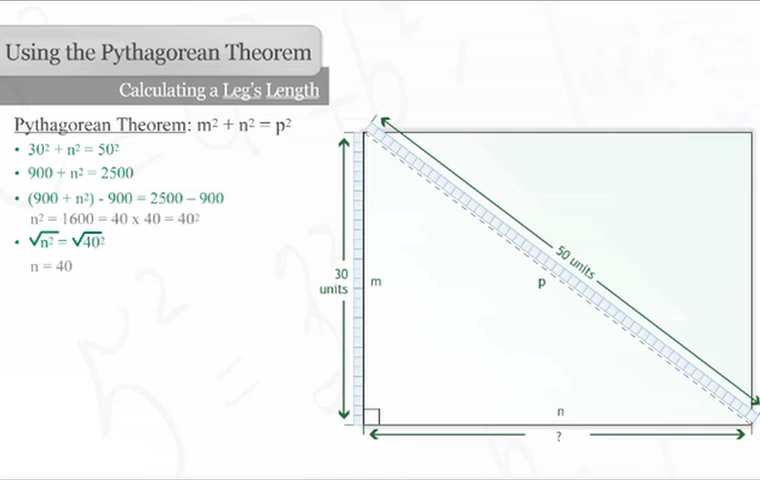 Using the Pythagorean Theorem
Calculating a Leg's Length
Pythagorean Theorem: m² + n² = p²
• 30² + n² = 50²
• 900 + n² = 2500
• (900 + n²) - 900 = 2500 – 900
n² = 1600 = 40 x 40 = 40²
• √n² = √40²
n = 40
30
units
m
50 units
p
n
?